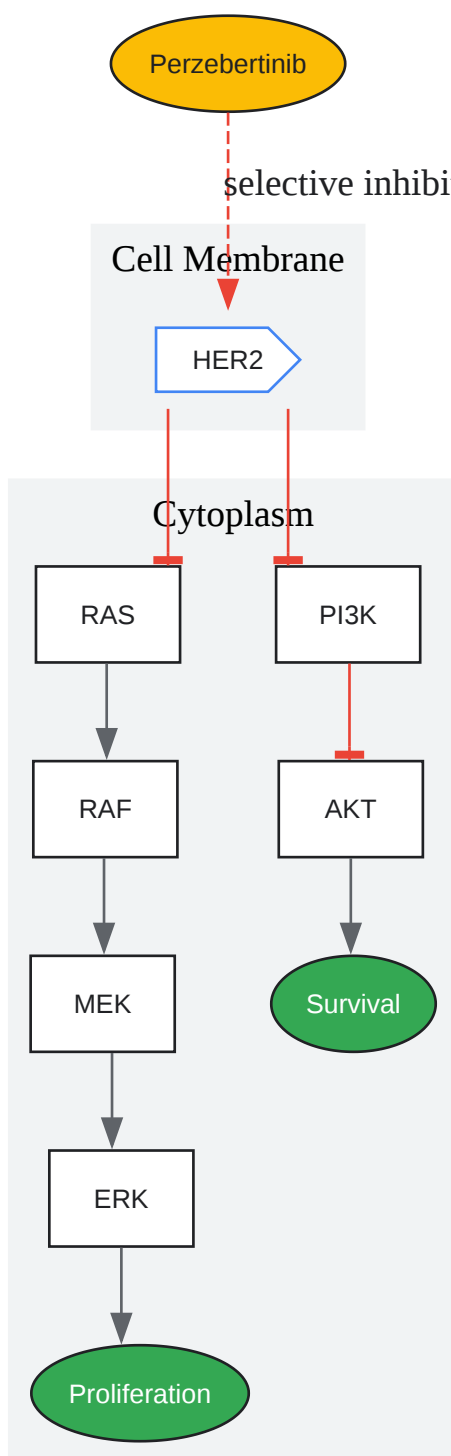 Perzebertinib
selective inhibi
Cell Membrane
HER2
Cytoplasm
RAS
PI3K
RAF
AKT
MEK
Survival
ERK
Proliferation